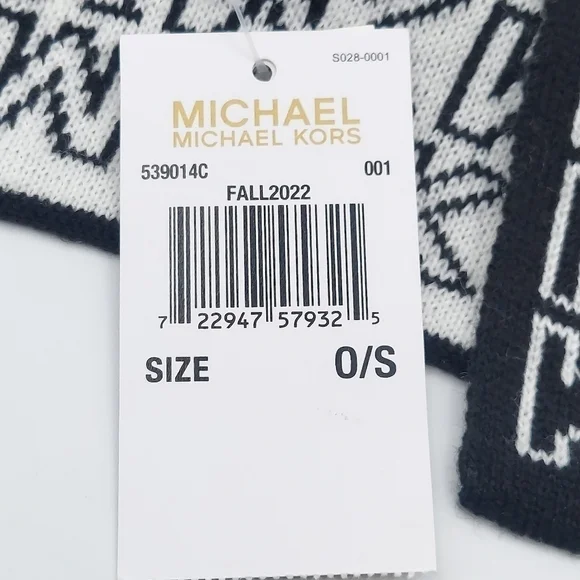 S028-0001
MICHAEL
MICHAEL KORS
539014C 001
FALL2022
7 22947 57932 5
SIZE O/S